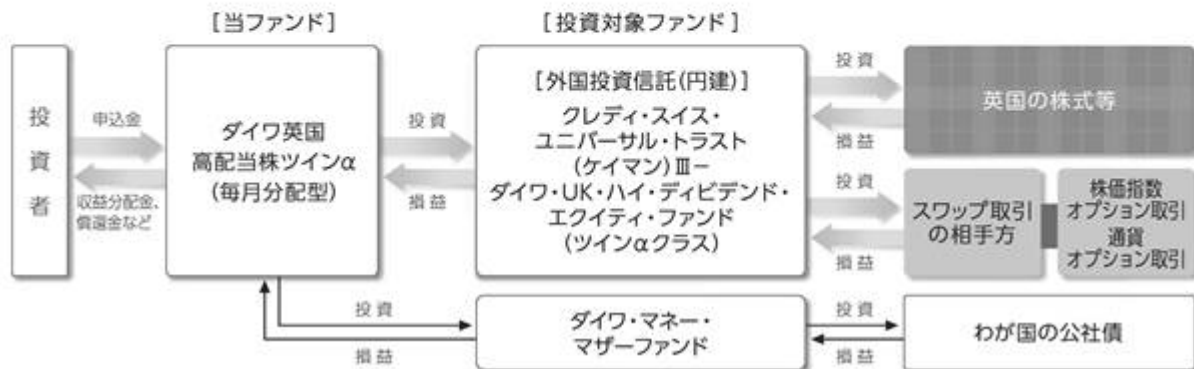 [当ファンド]
[投資対象ファンド]
投資者
申込金
収益分配金、
償還金など
ダイワ英国
高配当株ツインα
(毎月分配型)
投資
損益
[外国投資信託(円建)]
クレディ・スイス・
ユニバーサル・トラスト
(ケイマン)Ⅲ－
ダイワ・UK・ハイ・ディビデンド・
エクイティ・ファンド
(ツインαクラス)
投資
損益
英国の株式等
投資
損益
スワップ取引
の相手方
株価指数
オプション取引
通貨
オプション取引
投資
損益
ダイワ・マネー・
マザーファンド
投資
損益
わが国の公社債